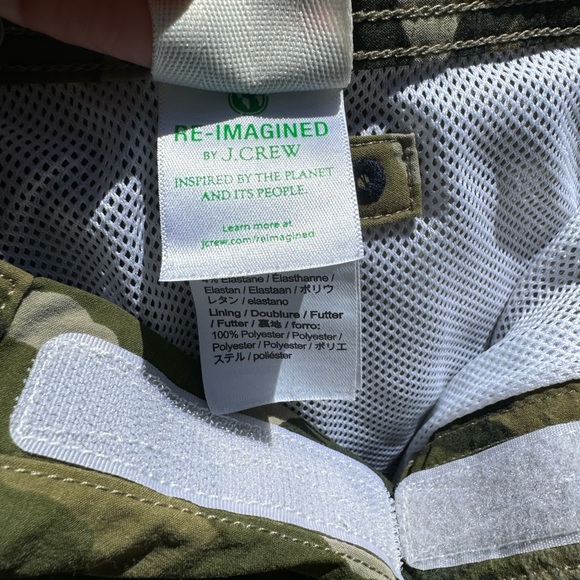 RE-IMAGINED
BY J.CREW
INSPIRED BY THE PLANET
AND ITS PEOPLE.
Learn more at
jcrew.com/reimagined
4% Elastane / Elasthanne /
Elastan / Elastaan / ポリウ
レタン / elastano
Lining / Doublure / Futter
/ Futter / 裏地 / forro:
100% Polyester / Polyester /
Polyester / Polyester / ポリエ
ステル / poliéster